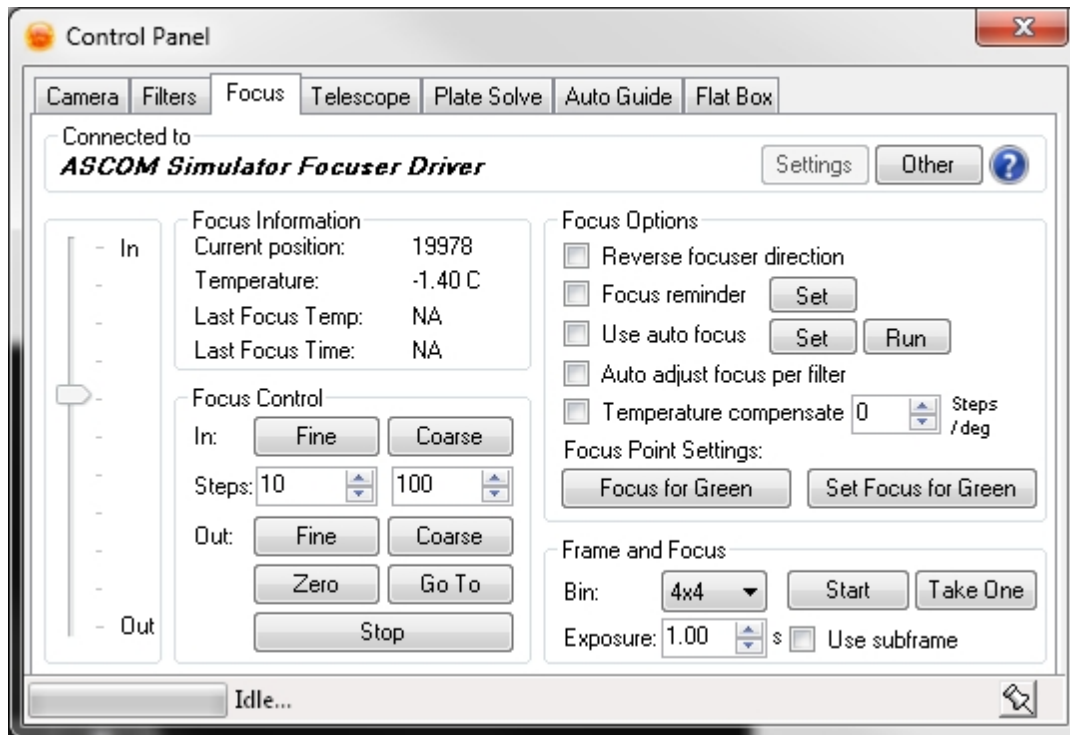 Control Panel
Camera Filters Focus Telescope Plate Solve Auto Guide Flat Box
Connected to
ASCOM Simulator Focuser Driver Settings Other ?
In
Out
Focus Information
Current position: 19978
Temperature: -1.40 C
Last Focus Temp: NA
Last Focus Time: NA
Focus Control
In: Fine Coarse
Steps: 10 100
Out: Fine Coarse
Zero Go To
Stop
Focus Options
Reverse focuser direction
Focus reminder Set
Use auto focus Set Run
Auto adjust focus per filter
Temperature compensate 0 Steps
/deg
Focus Point Settings:
Focus for Green Set Focus for Green
Frame and Focus
Bin: 4x4 Start Take One
Exposure: 1.00 s Use subframe
Idle...